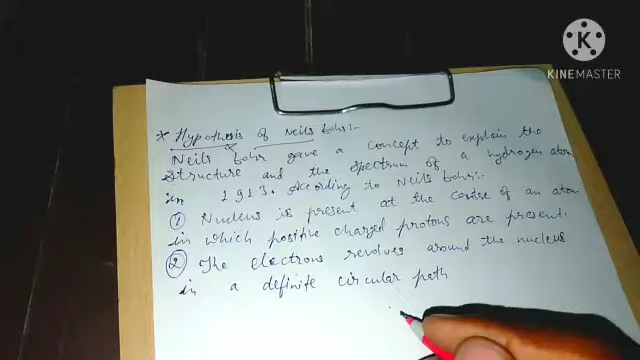 * Hypothesis of Neils bohr:-
Neils bohr gave a concept to explain the
structure and the spectrum of a hydrogen atom
in 1913. According to Neils bohr:-
① Nucleus is present at the centre of an atom
in which positive charged protons are present.
② The electrons revolves around the nucleus
in a definite circular path
K
KINEMASTER